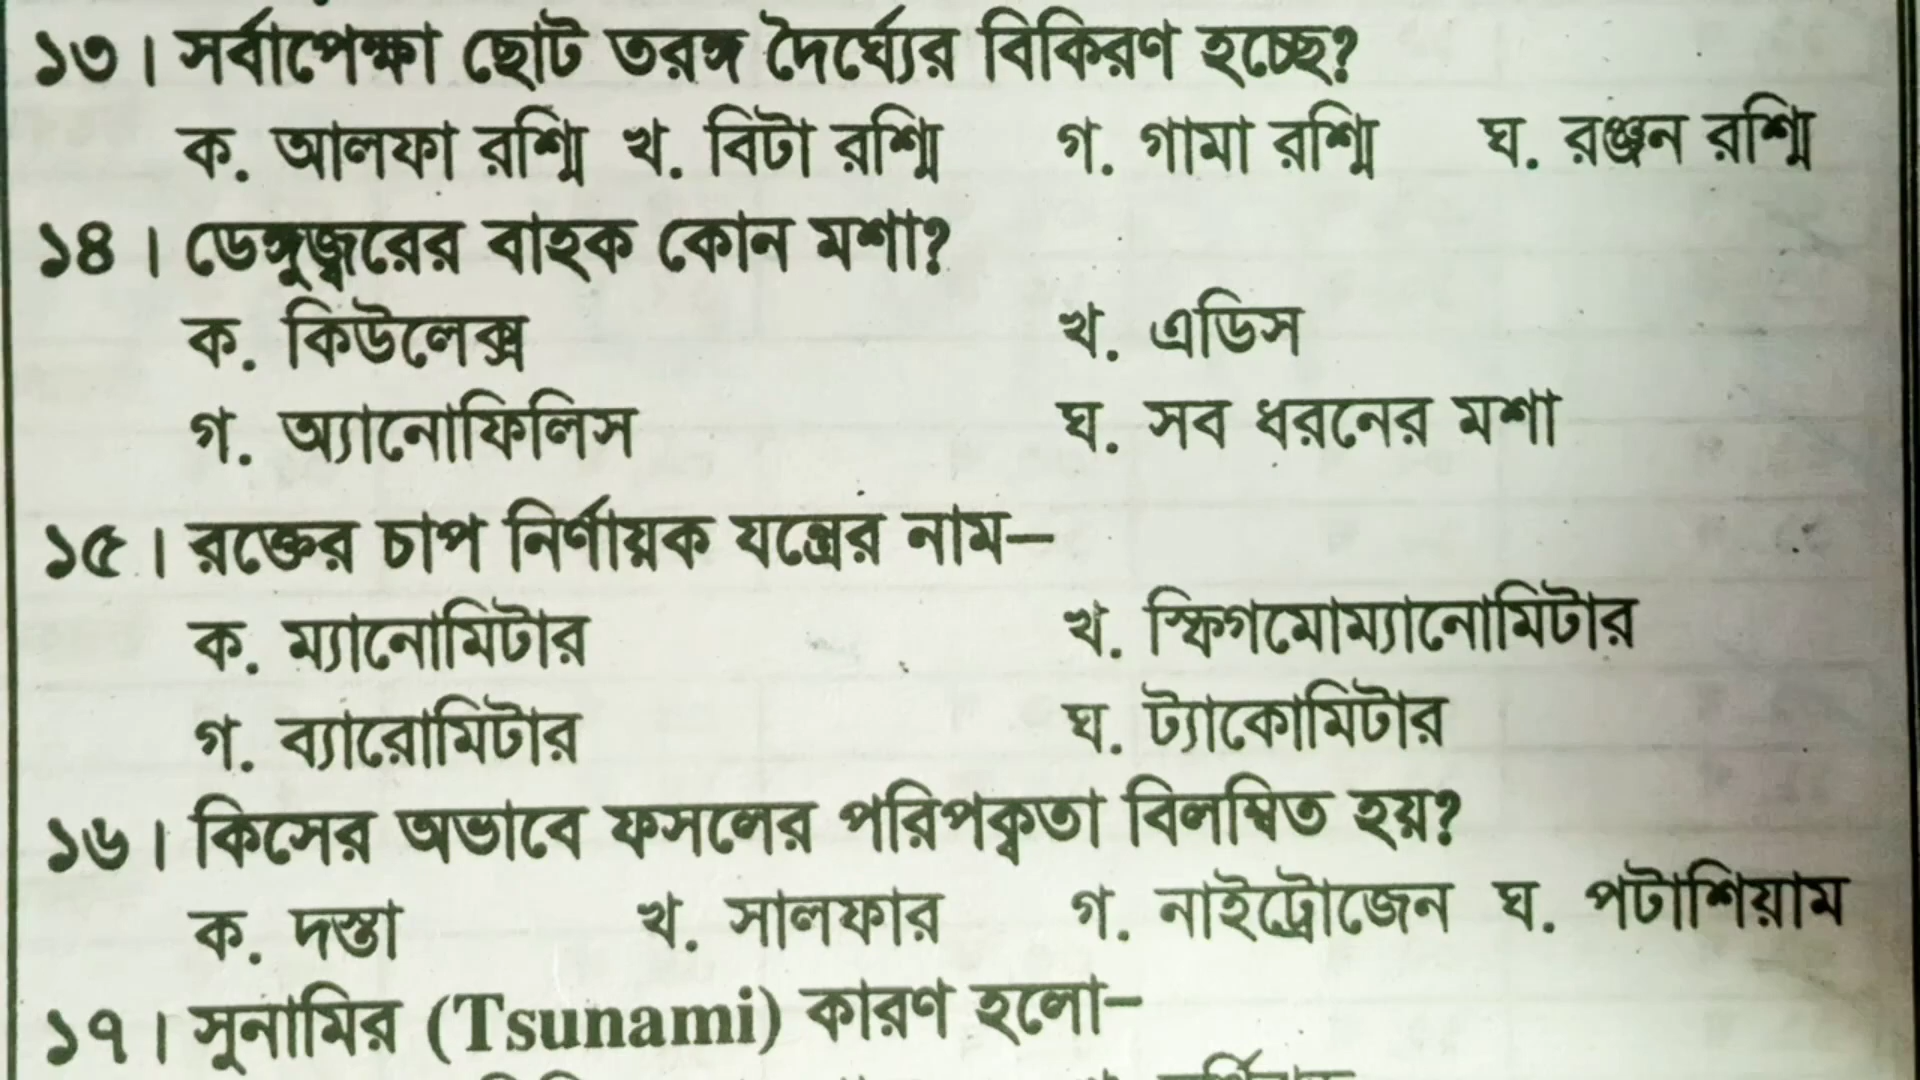 ১৩। সর্বাপেক্ষা ছোট তরঙ্গ দৈর্ঘ্যের বিকিরণ হচ্ছে?
ক. আলফা রশ্মি খ. বিটা রশ্মি গ. গামা রশ্মি ঘ. রঞ্জন রশ্মি
১৪। ডেঙ্গুজ্বরের বাহক কোন মশা?
ক. কিউলেক্স খ. এডিস
গ. অ্যানোফিলিস ঘ. সব ধরনের মশা
১৫। রক্তের চাপ নির্ণায়ক যন্ত্রের নাম–
ক. ম্যানোমিটার খ. স্ফিগমোম্যানোমিটার
গ. ব্যারোমিটার ঘ. ট্যাকোমিটার
১৬। কিসের অভাবে ফসলের পরিপক্বতা বিলম্বিত হয়?
ক. দস্তা খ. সালফার গ. নাইট্রোজেন ঘ. পটাশিয়াম
১৭। সুনামির (Tsunami) কারণ হলো–